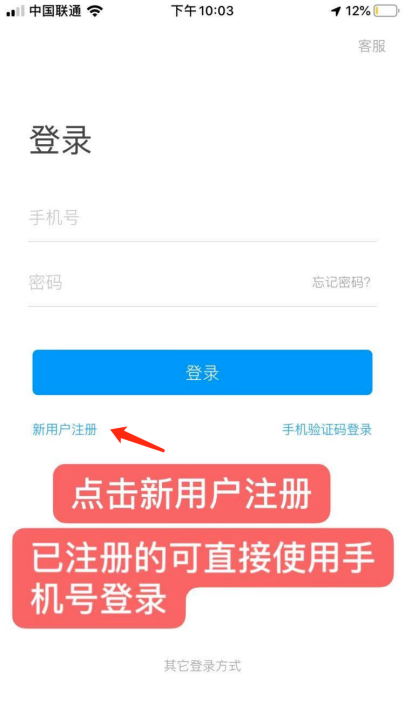 中国联通 下午10:03 12%
客服
登录
手机号
密码 忘记密码?
登录
新用户注册 手机验证码登录
点击新用户注册
已注册的可直接使用手
机号登录
其它登录方式